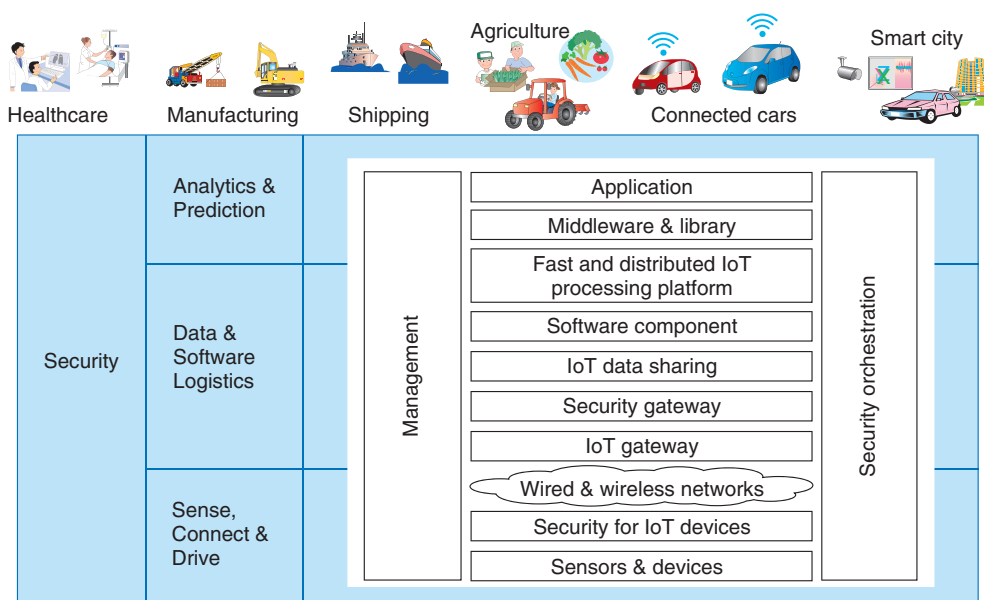 Agriculture
Smart city
Healthcare
Manufacturing
Shipping
Connected cars
Security
Analytics &
Prediction
Data &
Software
Logistics
Sense,
Connect &
Drive
Management
Application
Middleware & library
Fast and distributed IoT
processing platform
Software component
IoT data sharing
Security gateway
IoT gateway
Wired & wireless networks
Security for IoT devices
Sensors & devices
Security orchestration